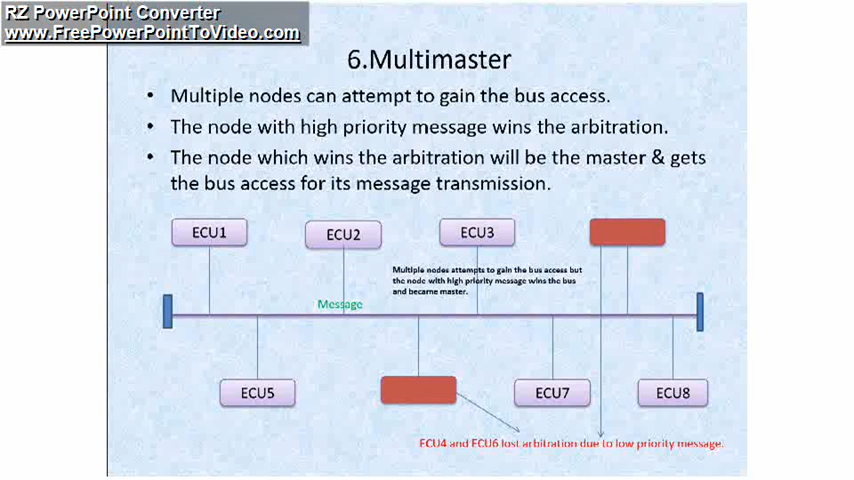 RZ PowerPoint Converter
www.FreePowerPointToVideo.com
6.Multimaster
• Multiple nodes can attempt to gain the bus access.
• The node with high priority message wins the arbitration.
• The node which wins the arbitration will be the master & gets
the bus access for its message transmission.
ECU1
ECU2
ECU3
Multiple nodes attempts to gain the bus access but
the node with high priority message wins the bus
and became master.
Message
ECU5
ECU7
ECU8
ECU4 and ECU6 lost arbitration due to low priority message.